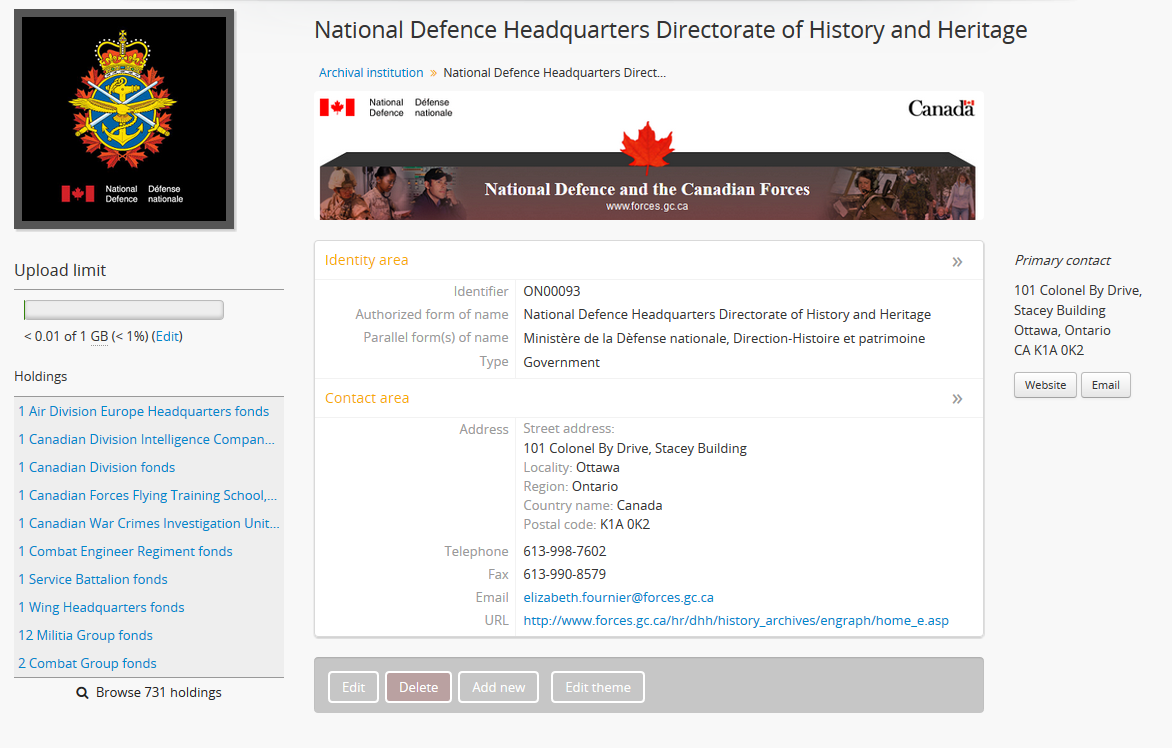 National Defence Headquarters Directorate of History and Heritage
Archival institution » National Defence Headquarters Direct...
National Defence
Défense nationale
Canada
National Defence and the Canadian Forces
www.forces.gc.ca
National Defence
Défense nationale
Upload limit
< 0.01 of 1 GB (< 1%) (Edit)
Holdings
1 Air Division Europe Headquarters fonds
1 Canadian Division Intelligence Compan...
1 Canadian Division fonds
1 Canadian Forces Flying Training School,...
1 Canadian War Crimes Investigation Unit...
1 Combat Engineer Regiment fonds
1 Service Battalion fonds
1 Wing Headquarters fonds
12 Militia Group fonds
2 Combat Group fonds
Browse 731 holdings
Identity area »
Identifier ON00093
Authorized form of name National Defence Headquarters Directorate of History and Heritage
Parallel form(s) of name Ministère de la Dèfense nationale, Direction-Histoire et patrimoine
Type Government
Contact area »
Address Street address:
101 Colonel By Drive, Stacey Building
Locality: Ottawa
Region: Ontario
Country name: Canada
Postal code: K1A 0K2
Telephone 613-998-7602
Fax 613-990-8579
Email elizabeth.fournier@forces.gc.ca
URL http://www.forces.gc.ca/hr/dhh/history_archives/engraph/home_e.asp
Edit Delete Add new Edit theme
Primary contact
101 Colonel By Drive,
Stacey Building
Ottawa, Ontario
CA K1A 0K2
Website Email